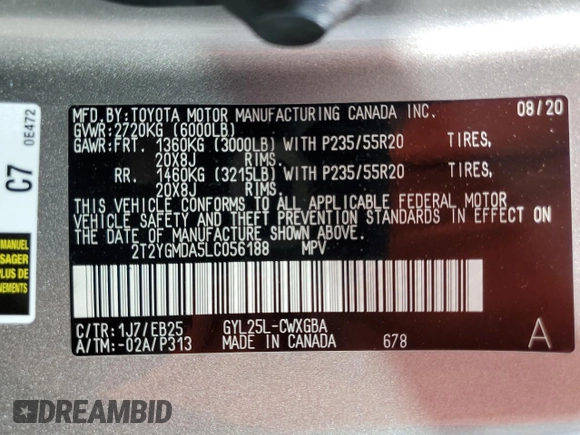 MFD.BY:TOYOTA MOTOR MANUFACTURING CANADA INC. 08/20
GVWR:2720KG (6000LB)
GAWR:FRT. 1360KG (3000LB) WITH P235/55R20 TIRES,
20X8J RIMS.
RR. 1460KG (3215LB) WITH P235/55R20 TIRES,
20X8J RIMS.
THIS VEHICLE CONFORMS TO ALL APPLICABLE FEDERAL MOTOR
VEHICLE SAFETY AND THEFT PREVENTION STANDARDS IN EFFECT ON
THE DATE OF MANUFACTURE SHOWN ABOVE.
2T2YGMDA5LC056188 MPV
C/TR:1J7/EB25 GYL25L-CWXGBA
A/TM:-02A/P313 MADE IN CANADA 678 A
C7 0E472
MANUEL
PLUS DE
DREAMBID